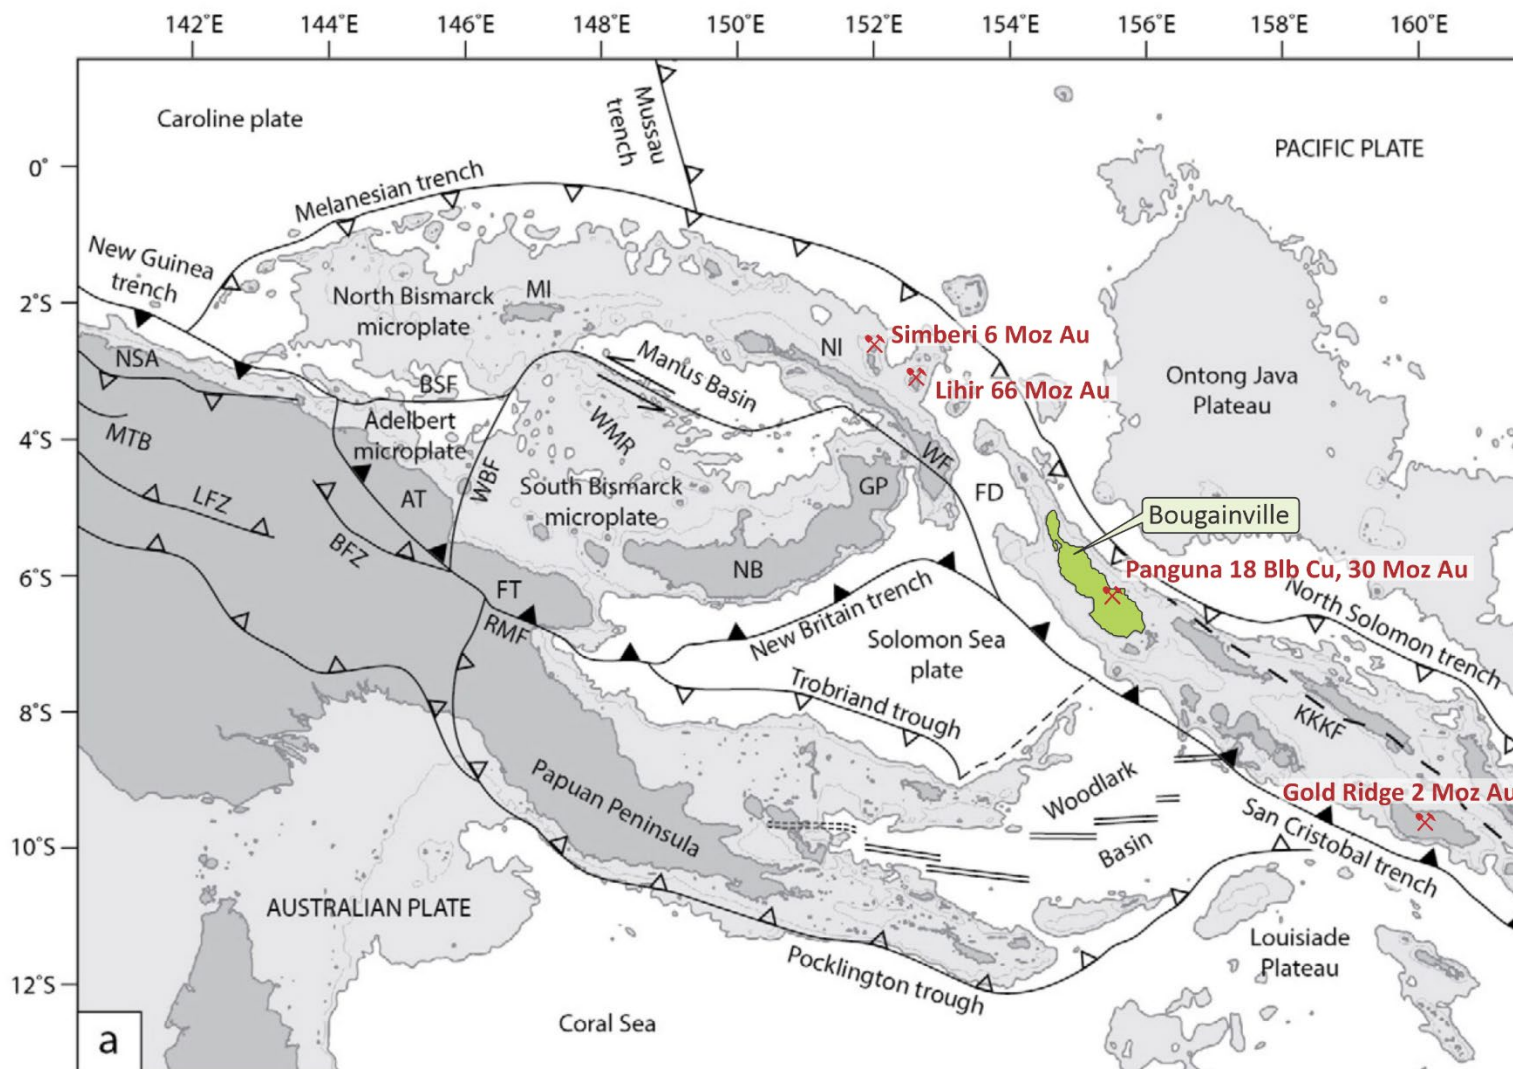 142°E 144°E 146°E 148°E 150°E 152°E 154°E 156°E 158°E 160°E
Caroline plate
Mussau
trench
PACIFIC PLATE
0°
Melanesian trench
New Guinea
trench
2°S
North Bismarck
microplate
MI
NI
Simberi 6 Moz Au
Manus Basin
NSA
BSF
Lihir 66 Moz Au
Ontong Java
Plateau
Adelbert
microplate
WMR
4°S
MTB
WF
LFZ
AT
WBF
South Bismarck
microplate
GP
FD
Bougainville
BFZ
6°S
FT
NB
Panguna 18 Blb Cu, 30 Moz Au
RMF
New Britain trench
North Solomon trench
Solomon Sea
plate
Trobriand trough
8°S
KKKF
Papuan Peninsula
Woodlark
Basin
Gold Ridge 2 Moz Au
San Cristobal trench
10°S
AUSTRALIAN PLATE
Louisiade
Plateau
Pocklington trough
12°S
Coral Sea
a